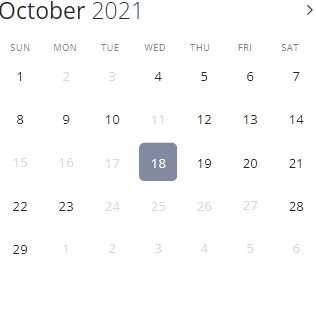 October 2021
SUN MON TUE WED THU FRI SAT
1 2 3 4 5 6 7
8 9 10 11 12 13 14
15 16 17 18 19 20 21
22 23 24 25 26 27 28
29 1 2 3 4 5 6